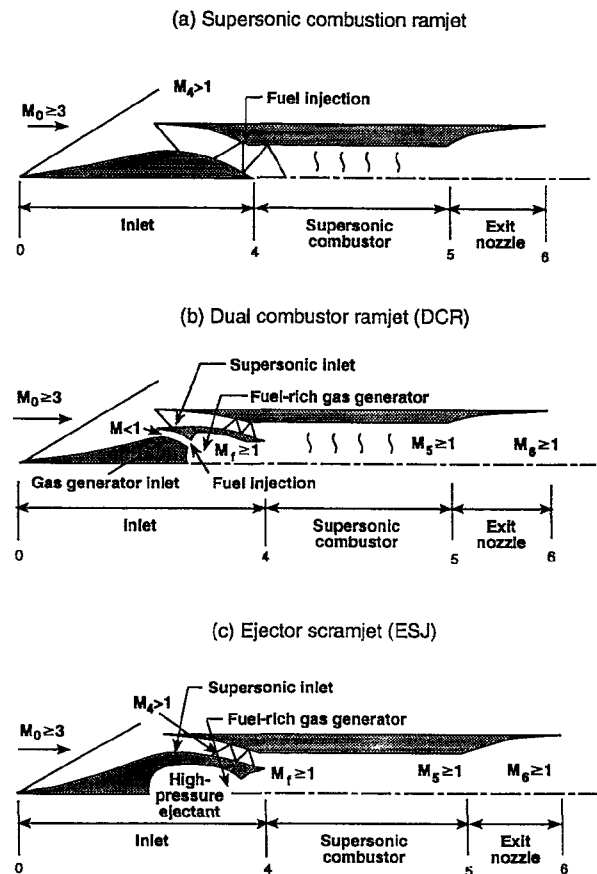 (a) Supersonic combustion ramjet
M4>1
M0≥3
Fuel injection
Inlet
Supersonic
combustor
Exit
nozzle
0
4
5
6
(b) Dual combustor ramjet (DCR)
Supersonic inlet
M0≥3
Fuel-rich gas generator
M<1
Mf≥1
M5≥1
M6≥1
Gas generator inlet
Fuel injection
Inlet
Supersonic
combustor
Exit
nozzle
0
4
5
6
(c) Ejector scramjet (ESJ)
Supersonic inlet
M4>1
Fuel-rich gas generator
M0≥3
High-
pressure
ejectant
Mf≥1
M5≥1
M6≥1
Inlet
Supersonic
combustor
Exit
nozzle
0
4
5
6